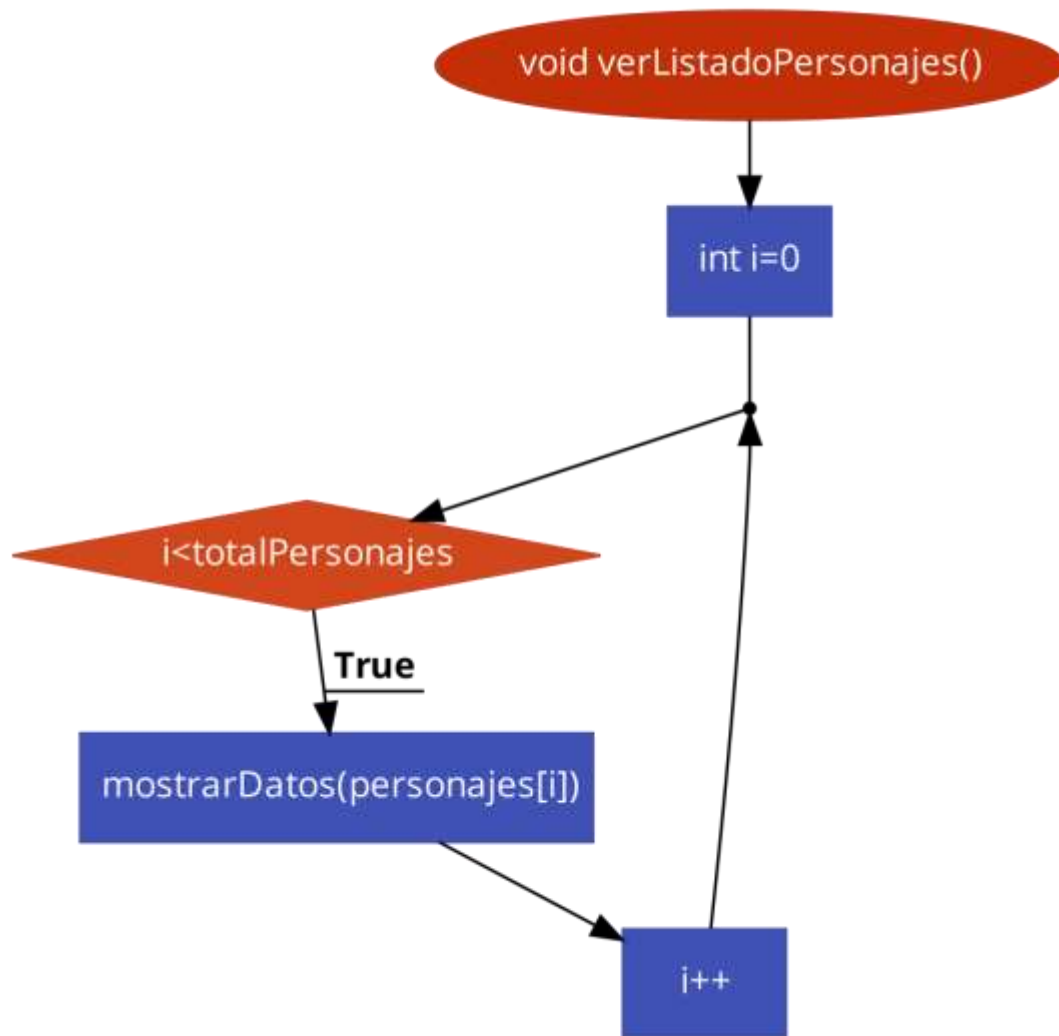 void verListadoPersonajes()
int i=0
i<totalPersonajes
True
mostrarDatos(personajes[i])
i++